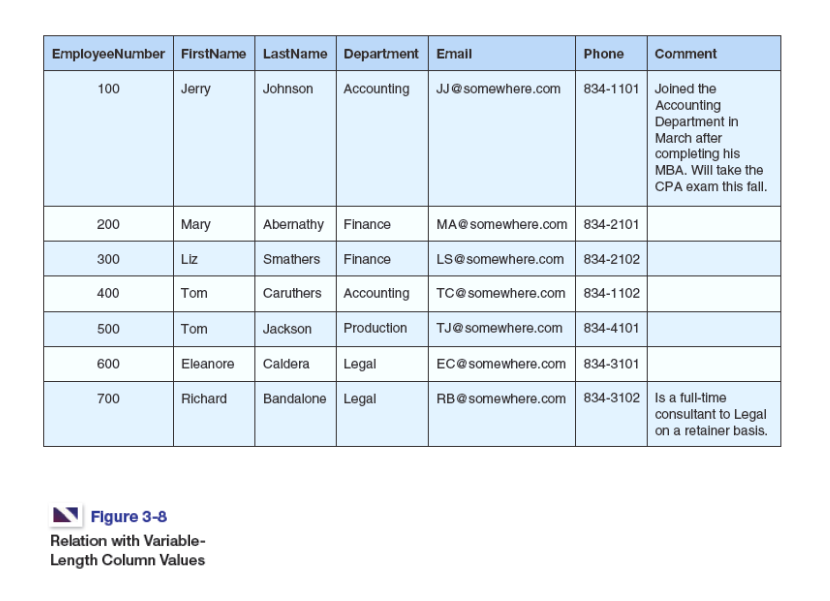 EmployeeNumber FirstName LastName Department Email Phone Comment
100 Jerry Johnson Accounting JJ@somewhere.com 834-1101 Joined the
Accounting
Department in
March after
completing his
MBA. Will take the
CPA exam this fall.
200 Mary Abernathy Finance MA@somewhere.com 834-2101
300 Liz Smathers Finance LS@somewhere.com 834-2102
400 Tom Caruthers Accounting TC@somewhere.com 834-1102
500 Tom Jackson Production TJ@somewhere.com 834-4101
600 Eleanore Caldera Legal EC@somewhere.com 834-3101
700 Richard Bandalone Legal RB@somewhere.com 834-3102 Is a full-time
consultant to Legal
on a retainer basis.
Figure 3-8
Relation with Variable-
Length Column Values